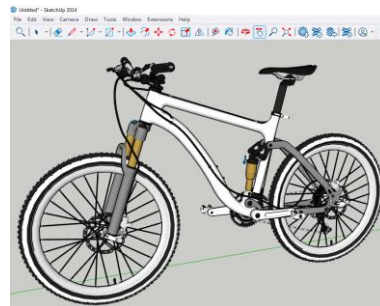 Untitled* - SketchUp 2024
File Edit View Camera Draw Tools Window Extensions Help